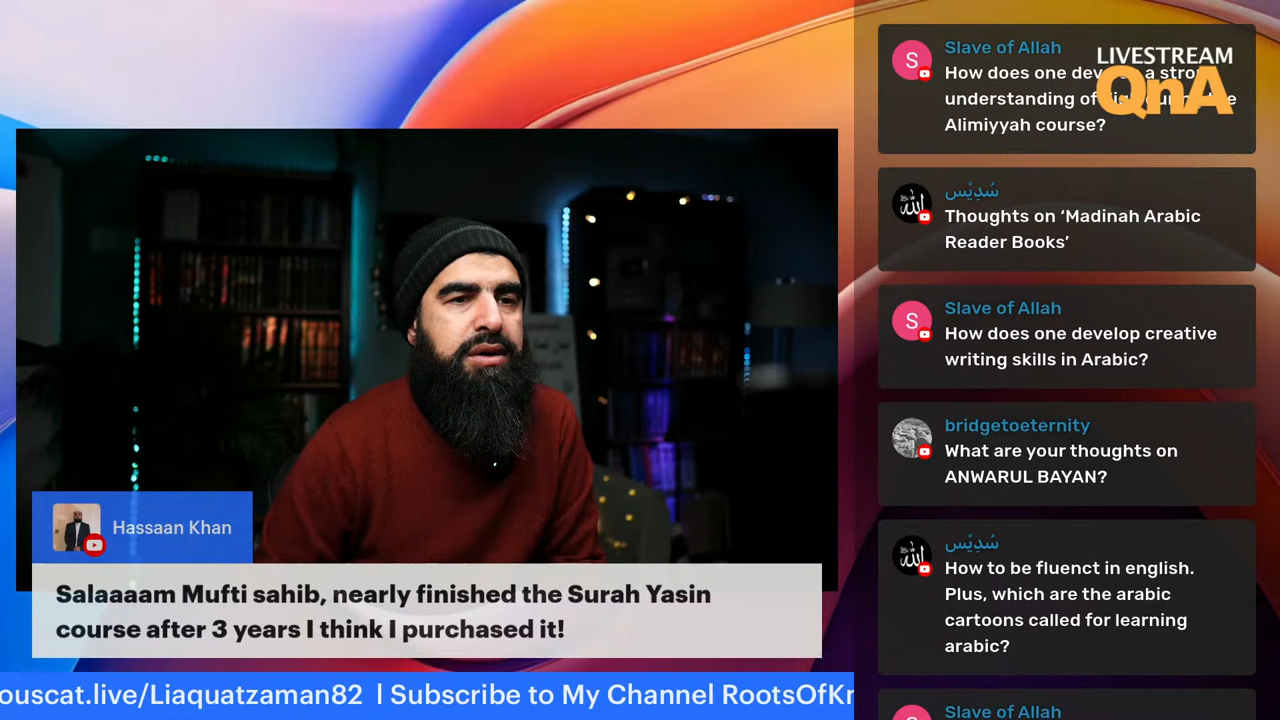 Hassaan Khan
Salaaaam Mufti sahib, nearly finished the Surah Yasin
course after 3 years I think I purchased it!
ouscat.live/Liaquatzaman82 | Subscribe to My Channel RootsOfKn
LIVESTREAM
QnA
S
Slave of Allah
How does one
understanding of
Alimiyyah course?
سُدِيْس
Thoughts on ‘Madinah Arabic
Reader Books’
S
Slave of Allah
How does one develop creative
writing skills in Arabic?
bridgetoeternity
What are your thoughts on
ANWARUL BAYAN?
سُدِيْس
How to be fluenct in english.
Plus, which are the arabic
cartoons called for learning
arabic?
Slave of Allah